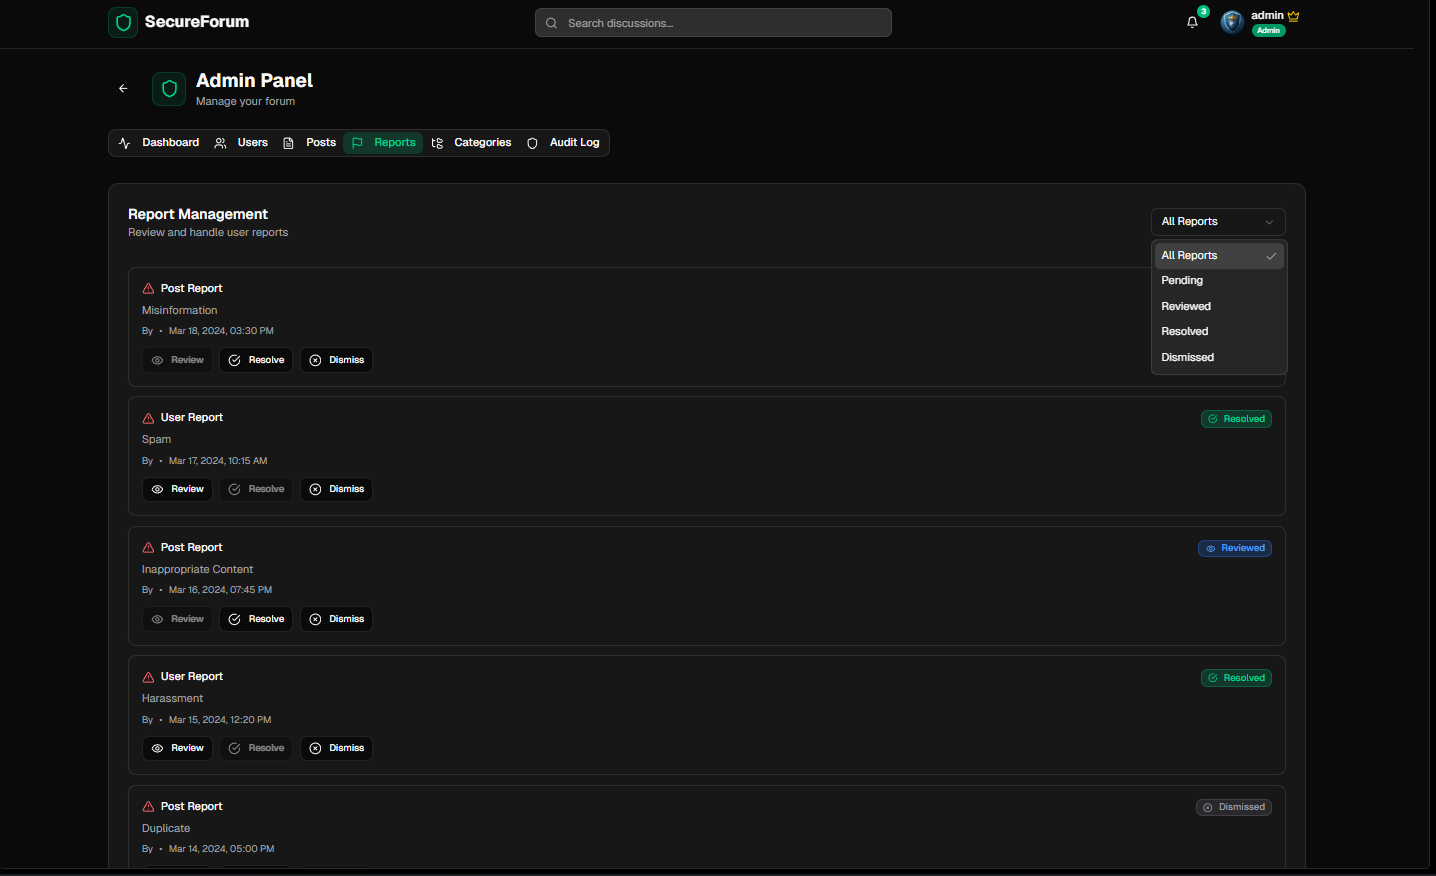 SecureForum
Search discussions...
3
admin
Admin
Admin Panel
Manage your forum
Dashboard Users Posts Reports Categories Audit Log
Report Management
Review and handle user reports
All Reports
All Reports
Pending
Reviewed
Resolved
Dismissed
Post Report
Misinformation
By • Mar 18, 2024, 03:30 PM
Review Resolve Dismiss
User Report
Resolved
Spam
By • Mar 17, 2024, 10:15 AM
Review Resolve Dismiss
Post Report
Reviewed
Inappropriate Content
By • Mar 16, 2024, 07:45 PM
Review Resolve Dismiss
User Report
Resolved
Harassment
By • Mar 15, 2024, 12:20 PM
Review Resolve Dismiss
Post Report
Dismissed
Duplicate
By • Mar 14, 2024, 05:00 PM